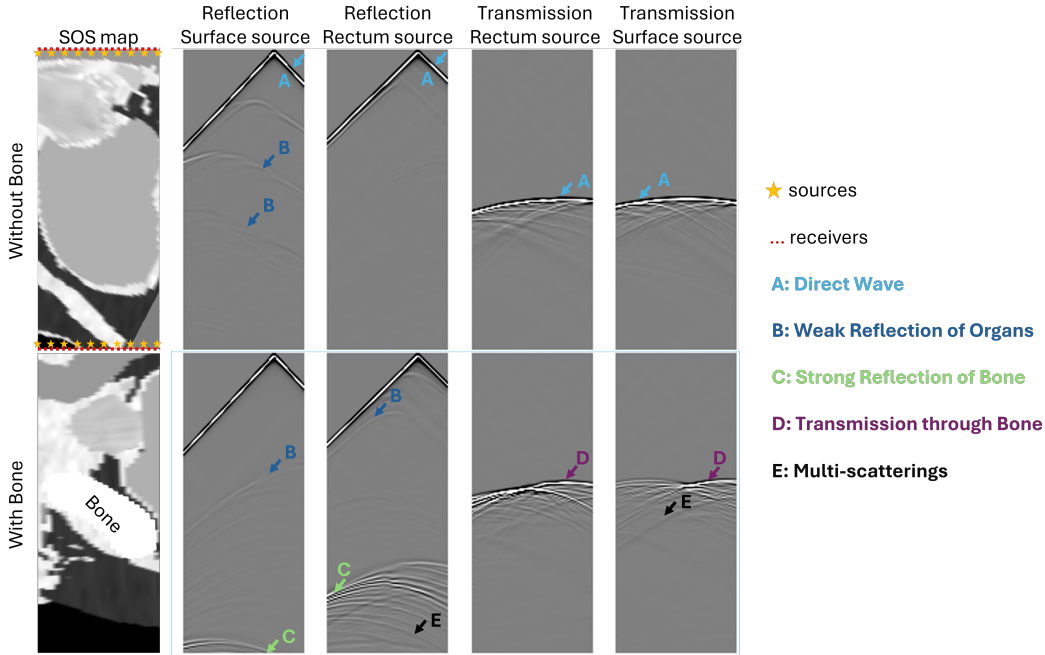 SOS map
Reflection
Surface source
Reflection
Rectum source
Transmission
Rectum source
Transmission
Surface source
Without Bone
A
B
B
A
A
A
With Bone
Bone
B
C
B
C
E
D
D
E
sources
... receivers
A: Direct Wave
B: Weak Reflection of Organs
C: Strong Reflection of Bone
D: Transmission through Bone
E: Multi-scatterings